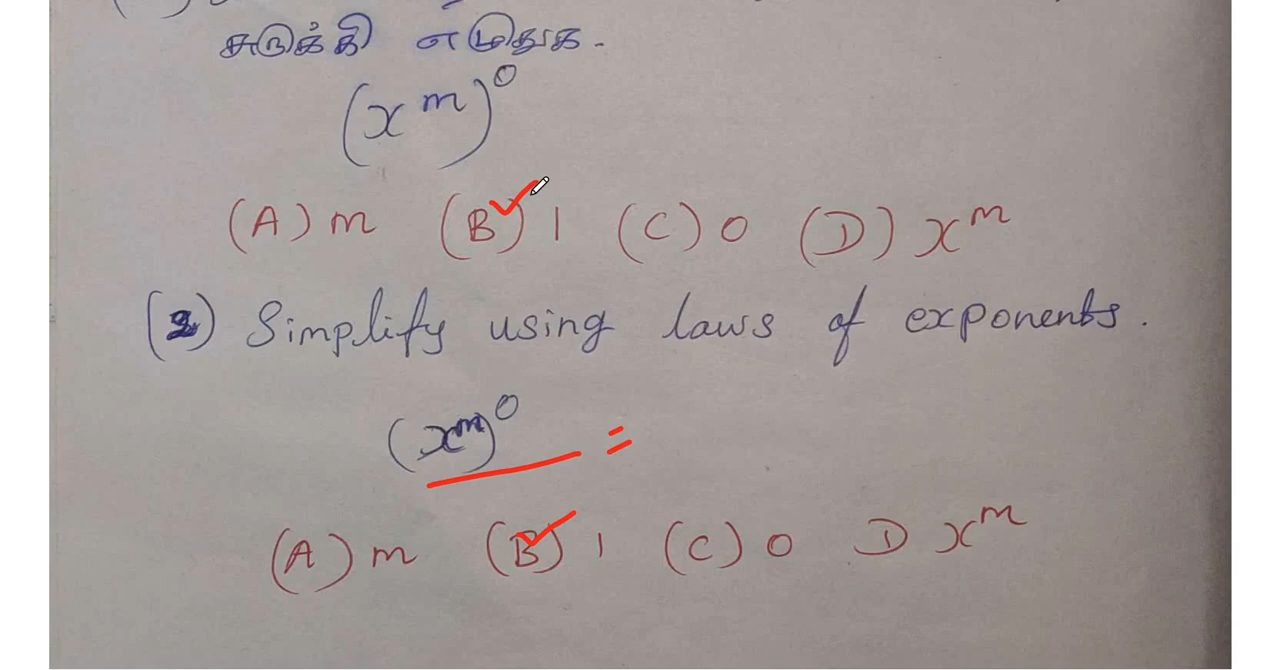 சுருக்கி எழுதுக.
(xᵐ)⁰
(A) m (B) 1 (C) 0 (D) xᵐ
(2) Simplify using laws of exponents.
(xᵐ)⁰ =
(A) m (B) 1 (C) 0 D xᵐ